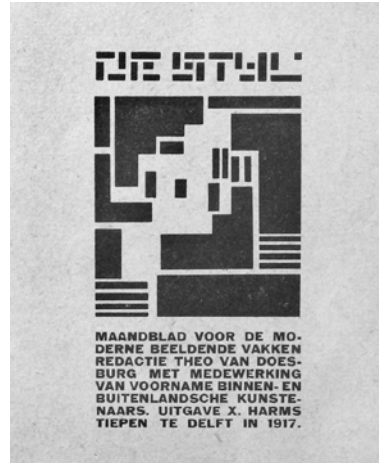 DE STIJL
MAANDBLAD VOOR DE MO-
DERNE BEELDENDE VAKKEN
REDACTIE THEO VAN DOES-
BURG MET MEDEWERKING
VAN VOORNAME BINNEN- EN
BUITENLANDSCHE KUNSTE-
NAARS. UITGAVE X. HARMS
TIEPEN TE DELFT IN 1917.